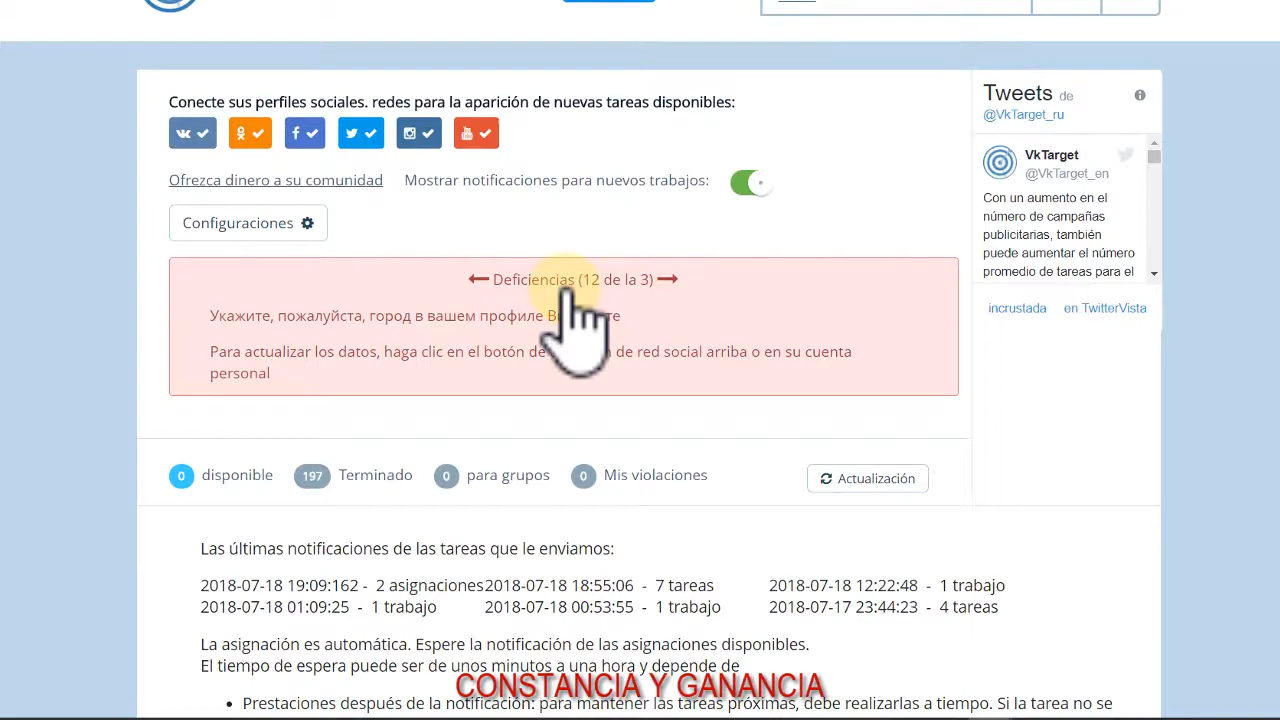 Conecte sus perfiles sociales. redes para la aparición de nuevas tareas disponibles:
Ofrezca dinero a su comunidad
Mostrar notificaciones para nuevos trabajos:
Configuraciones
Deficiencias (12 de la 3)
Укажите, пожалуйста, город в вашем профиле
Para actualizar los datos, haga clic en el botón de red social arriba o en su cuenta
personal
0 disponible
197 Terminado
0 para grupos
0 Mis violaciones
Actualización
Las últimas notificaciones de las tareas que le enviamos:
2018-07-18 19:09:162 - 2 asignaciones2018-07-18 18:55:06 - 7 tareas 2018-07-18 12:22:48 - 1 trabajo
2018-07-18 01:09:25 - 1 trabajo 2018-07-18 00:53:55 - 1 trabajo 2018-07-17 23:44:23 - 4 tareas
La asignación es automática. Espere la notificación de las asignaciones disponibles.
El tiempo de espera puede ser de unos minutos a una hora y depende de
• Prestaciones después de la notificación: para mantener las tareas próximas, debe realizarlas a tiempo. Si la tarea no se
CONSTANCIA Y GANANCIA
Tweets de
@VkTarget_ru
VkTarget
@VkTarget_en
Con un aumento en el
número de campañas
publicitarias, también
puede aumentar el número
promedio de tareas para el
incrustada
en TwitterVista